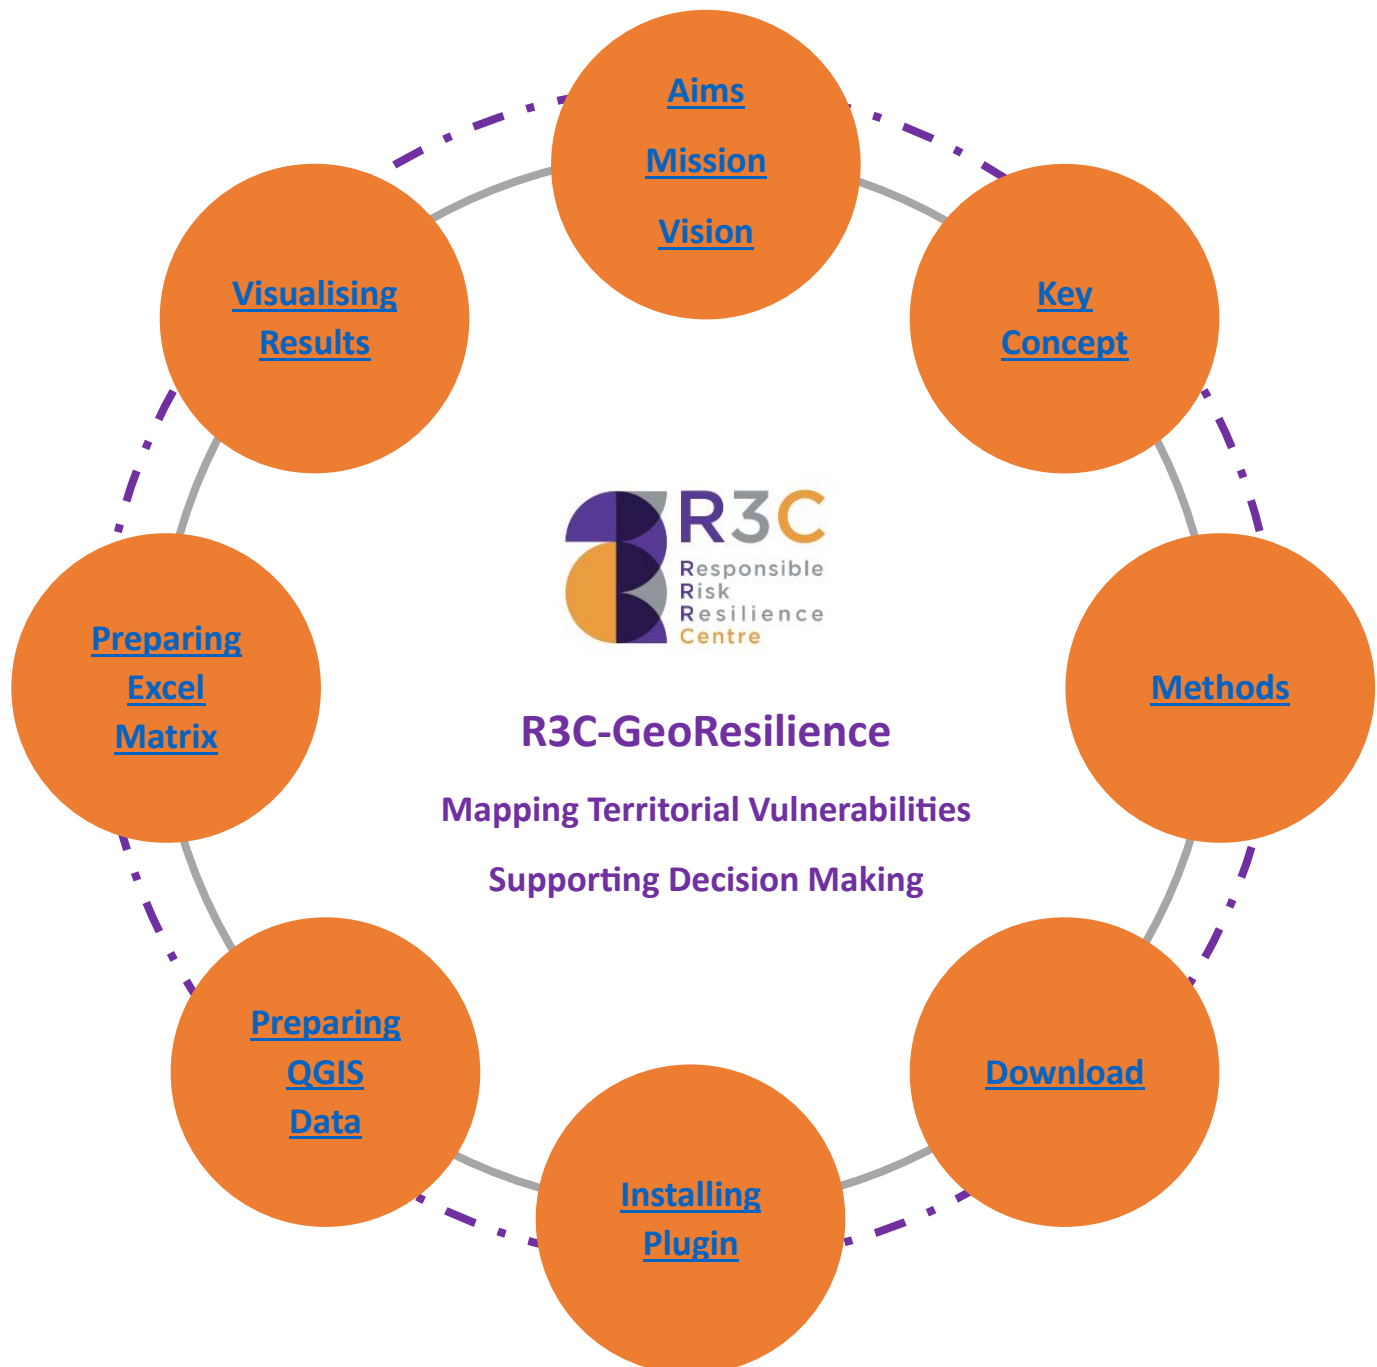 Aims
Mission
Vision
Key
Concept
Methods
Download
Installing
Plugin
Preparing
QGIS
Data
Preparing
Excel
Matrix
Visualising
Results
R3C
Responsible
Risk
Resilience
Centre
R3C-GeoResilience
Mapping Territorial Vulnerabilities
Supporting Decision Making